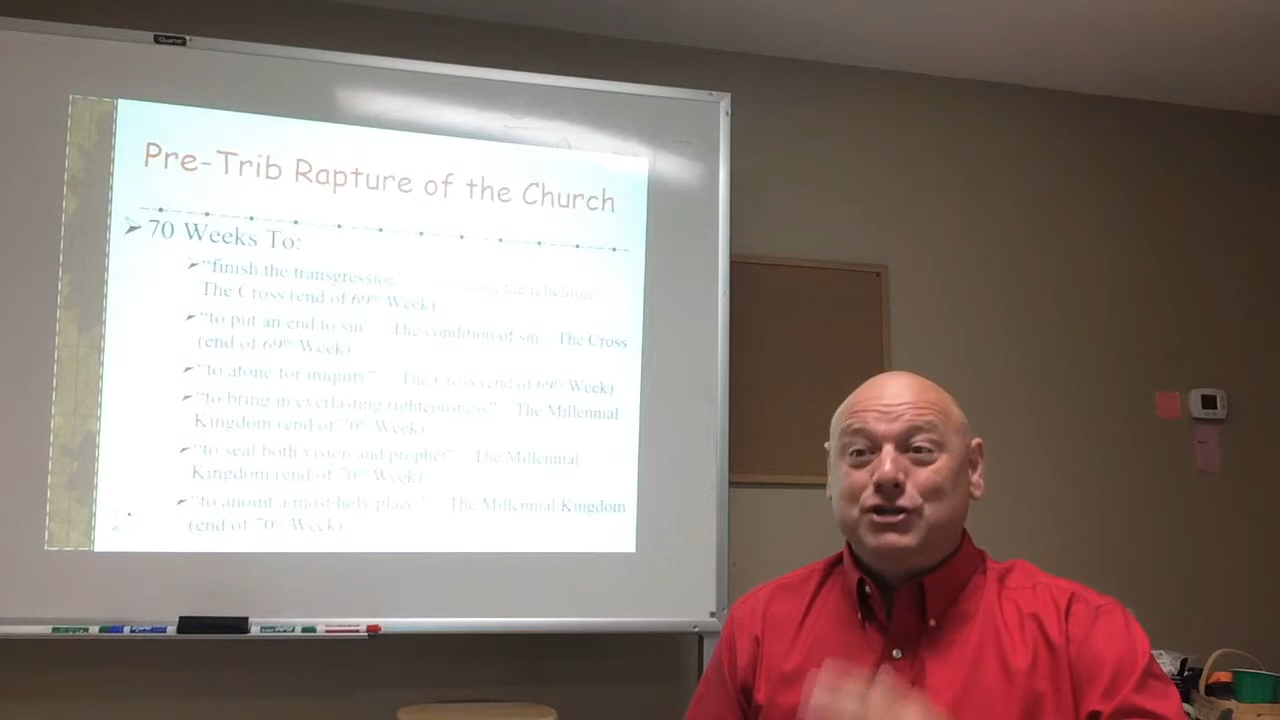 Quartet
Pre-Trib Rapture of the Church
70 Weeks To:
"finish the transgression the rebellion"
The Cross (end of 69th Week)
"to put an end to sin" The condition of sin – The Cross
(end of 69th Week)
"to atone for iniquity" The Cross (end of 69th Week)
"to bring in everlasting righteousness" The Millennial
Kingdom (end of 70th Week)
"to seal both vision and prophet" The Millennial
Kingdom (end of 70th Week)
"to anoint a most holy place" The Millennial Kingdom
(end of 70th Week)